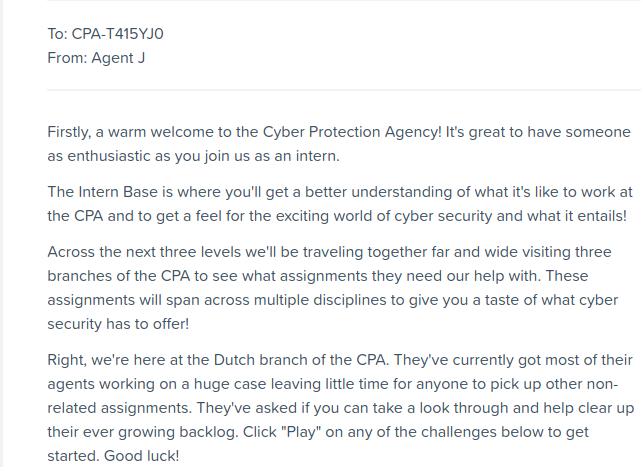 To: CPA-T415YJ0
From: Agent J
Firstly, a warm welcome to the Cyber Protection Agency! It's great to have someone
as enthusiastic as you join us as an intern.
The Intern Base is where you'll get a better understanding of what it's like to work at
the CPA and to get a feel for the exciting world of cyber security and what it entails!
Across the next three levels we'll be traveling together far and wide visiting three
branches of the CPA to see what assignments they need our help with. These
assignments will span across multiple disciplines to give you a taste of what cyber
security has to offer!
Right, we're here at the Dutch branch of the CPA. They've currently got most of their
agents working on a huge case leaving little time for anyone to pick up other non-
related assignments. They've asked if you can take a look through and help clear up
their ever growing backlog. Click "Play" on any of the challenges below to get
started. Good luck!